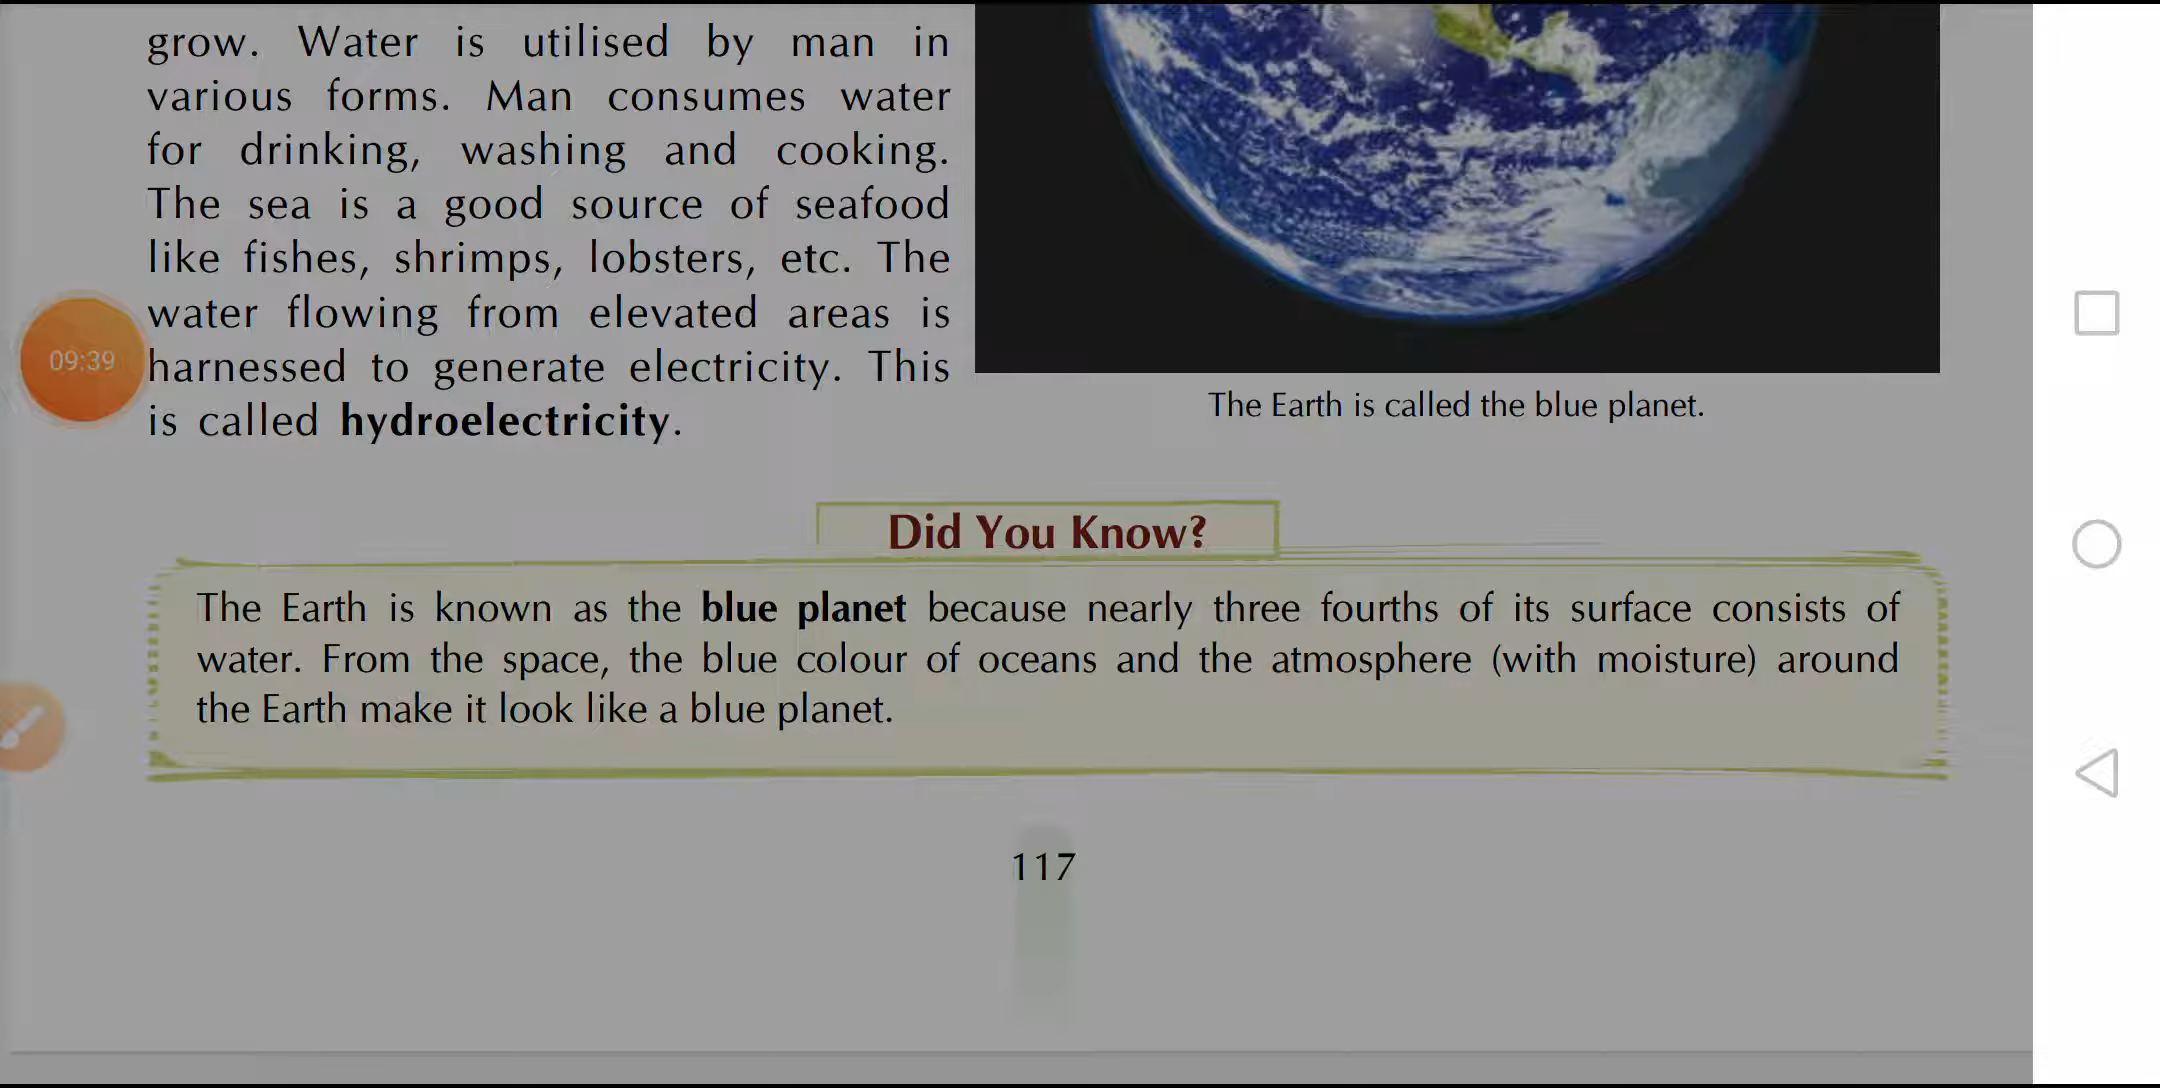 grow. Water is utilised by man in
various forms. Man consumes water
for drinking, washing and cooking.
The sea is a good source of seafood
like fishes, shrimps, lobsters, etc. The
water flowing from elevated areas is
harnessed to generate electricity. This
is called hydroelectricity.
09:39
The Earth is called the blue planet.
Did You Know?
The Earth is known as the blue planet because nearly three fourths of its surface consists of
water. From the space, the blue colour of oceans and the atmosphere (with moisture) around
the Earth make it look like a blue planet.
117